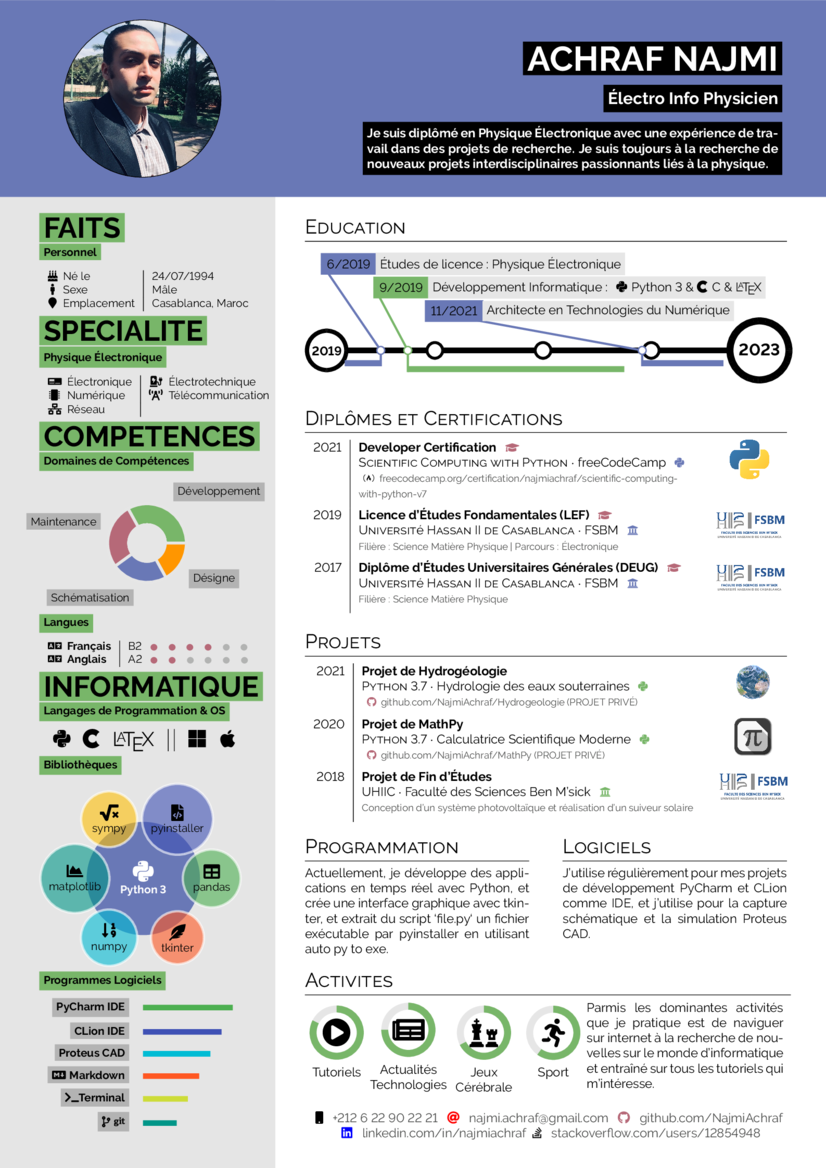 ACHRAF NAJMI
Électro Info Physicien
Je suis diplômé en Physique Électronique avec une expérience de tra-
vail dans des projets de recherche. Je suis toujours à la recherche de
nouveaux projets interdisciplinaires passionnants liés à la physique.
FAITS
Personnel
Né le 24/07/1994
Sexe Mâle
Emplacement Casablanca, Maroc
SPECIALITE
Physique Électronique
Électronique Électrotechnique
Numérique Télécommunication
Réseau
COMPETENCES
Domaines de Compétences
Développement
Maintenance
Désigne
Schématisation
Langues
Français B2
Anglais A2
INFORMATIQUE
Langages de Programmation & OS
LATEX
Bibliothèques
sympy pyinstaller
matplotlib Python 3 pandas
numpy tkinter
Programmes Logiciels
PyCharm IDE
CLion IDE
Proteus CAD
Markdown
>_Terminal
git
EDUCATION
6/2019 Études de licence : Physique Électronique
9/2019 Développement Informatique : Python 3 & C & LATEX
11/2021 Architecte en Technologies du Numérique
2019 2023
DIPLÔMES ET CERTIFICATIONS
2021 Developer Certification
SCIENTIFIC COMPUTING WITH PYTHON · freeCodeCamp
freecodecamp.org/certification/najmiachraf/scientific-computing-
with-python-v7
2019 Licence d'Études Fondamentales (LEF)
UNIVERSITÉ HASSAN II DE CASABLANCA · FSBM
Filière : Science Matière Physique | Parcours : Électronique
FSBM
2017 Diplôme d'Études Universitaires Générales (DEUG)
UNIVERSITÉ HASSAN II DE CASABLANCA · FSBM
Filière : Science Matière Physique
FSBM
PROJETS
2021 Projet de Hydrogéologie
PYTHON 3.7 · Hydrologie des eaux souterraines
github.com/NajmiAchraf/Hydrogeologie (PROJET PRIVÉ)
2020 Projet de MathPy
PYTHON 3.7 · Calculatrice Scientifique Moderne
github.com/NajmiAchraf/MathPy (PROJET PRIVÉ)
π
2018 Projet de Fin d'Études
UHIIC · Faculté des Sciences Ben M'sick
Conception d'un système photovoltaïque et réalisation d'un suiveur solaire
FSBM
PROGRAMMATION
Actuellement, je développe des appli-
cations en temps réel avec Python, et
crée une interface graphique avec tkin-
ter, et extrait du script 'file.py' un fichier
exécutable par pyinstaller en utilisant
auto py to exe.
LOGICIELS
J'utilise régulièrement pour mes projets
de développement PyCharm et CLion
comme IDE, et j'utilise pour la capture
schématique et la simulation Proteus
CAD.
ACTIVITES
Tutoriels
Actualités
Technologies
Jeux
Cérébrale
Sport
Parmis les dominantes activités
que je pratique est de naviguer
sur internet à la recherche de nou-
velles sur le monde d'informatique
et entraîné sur tous les tutoriels qui
m'intéresse.
+212 6 22 90 22 21 najmi.achraf@gmail.com github.com/NajmiAchraf
linkedin.com/in/najmiachraf stackoverflow.com/users/12854948